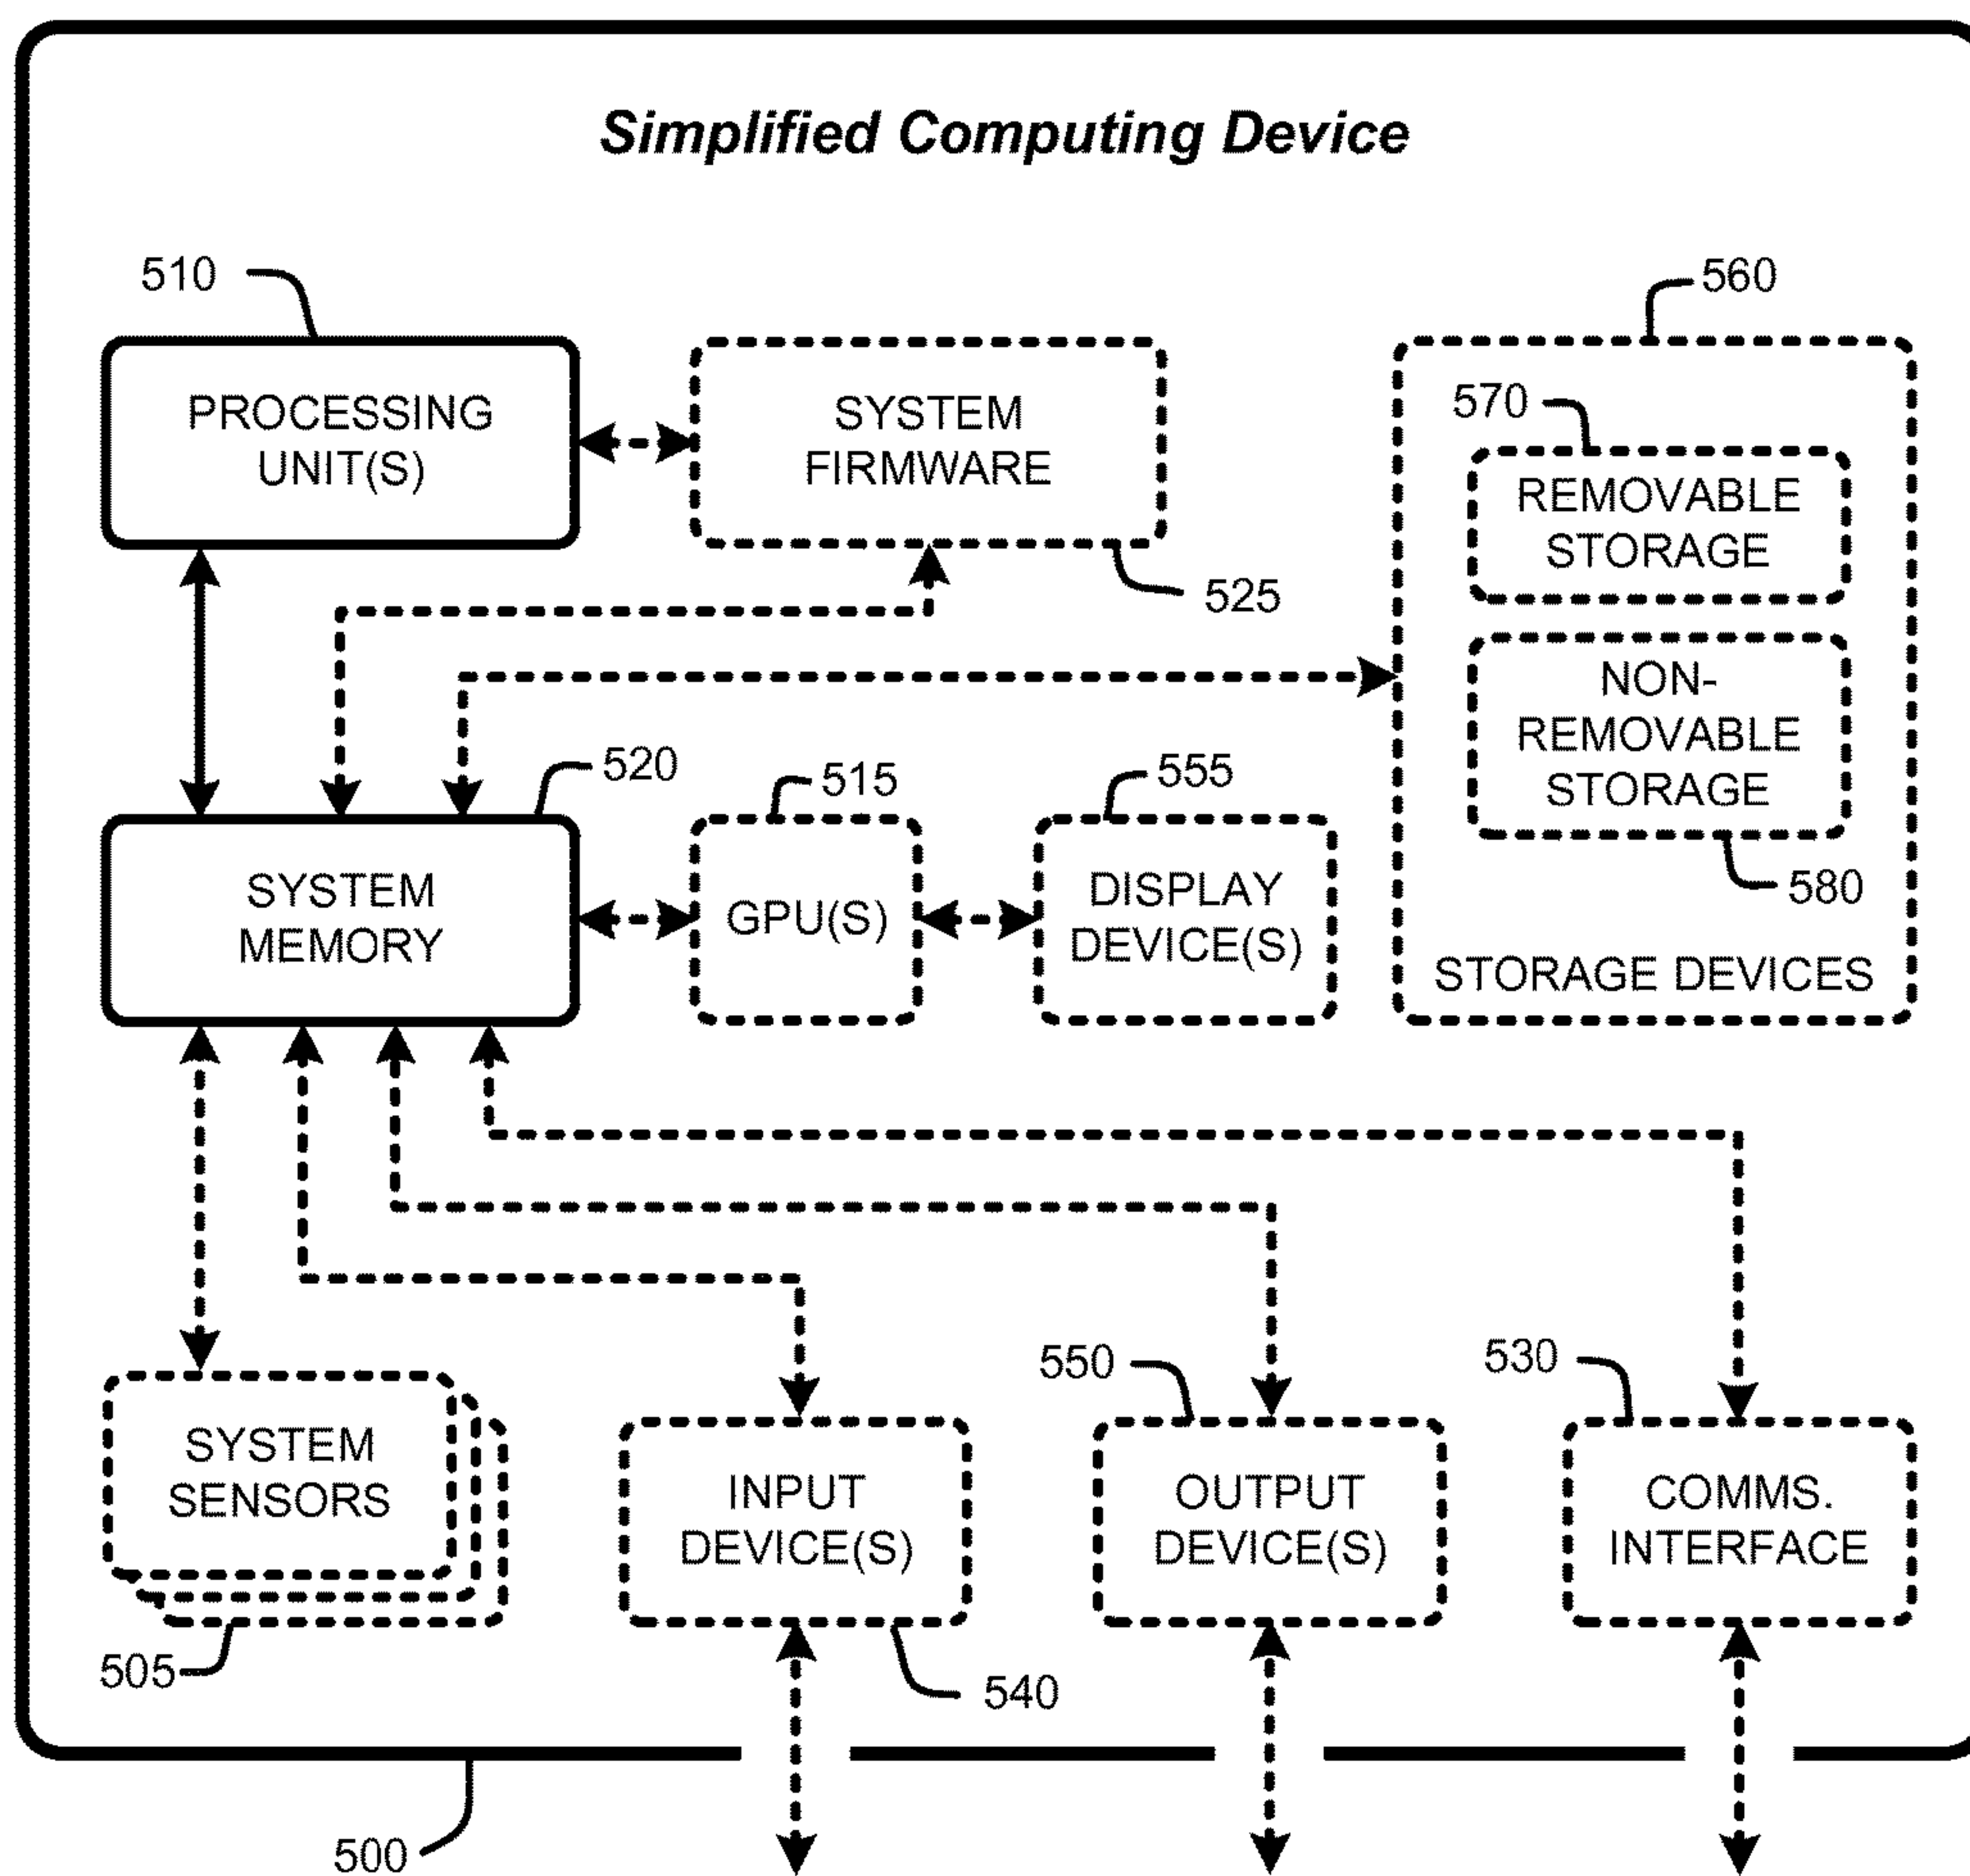 Simplified Computing Device
510
560
PROCESSING
UNIT(S)
SYSTEM
FIRMWARE
525
570
REMOVABLE
STORAGE
NON-
REMOVABLE
STORAGE
580
STORAGE DEVICES
520
515
555
SYSTEM
MEMORY
GPU(S)
DISPLAY
DEVICE(S)
550
530
SYSTEM
SENSORS
INPUT
DEVICE(S)
OUTPUT
DEVICE(S)
COMMS.
INTERFACE
505
540
500